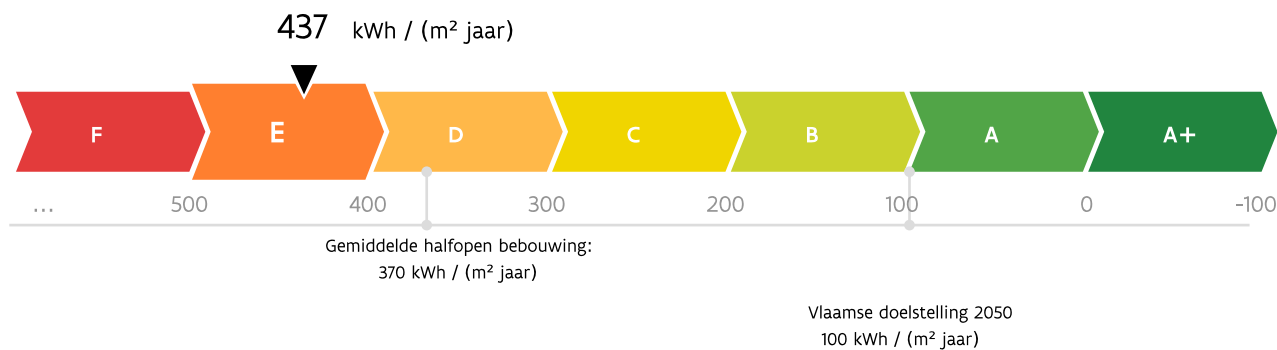 437 kWh / (m² jaar)
F E D C B A A+
... 500 400 300 200 100 0 -100
Gemiddelde halfopen bebouwing:
370 kWh / (m² jaar)
Vlaamse doelstelling 2050
100 kWh / (m² jaar)